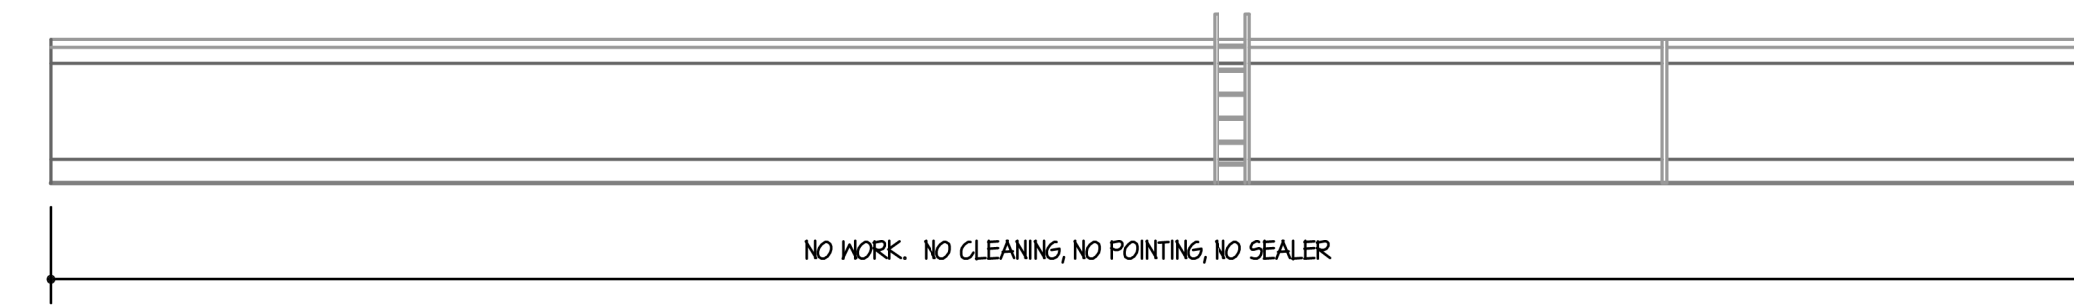 NO WORK. NO CLEANING, NO POINTING, NO SEALER